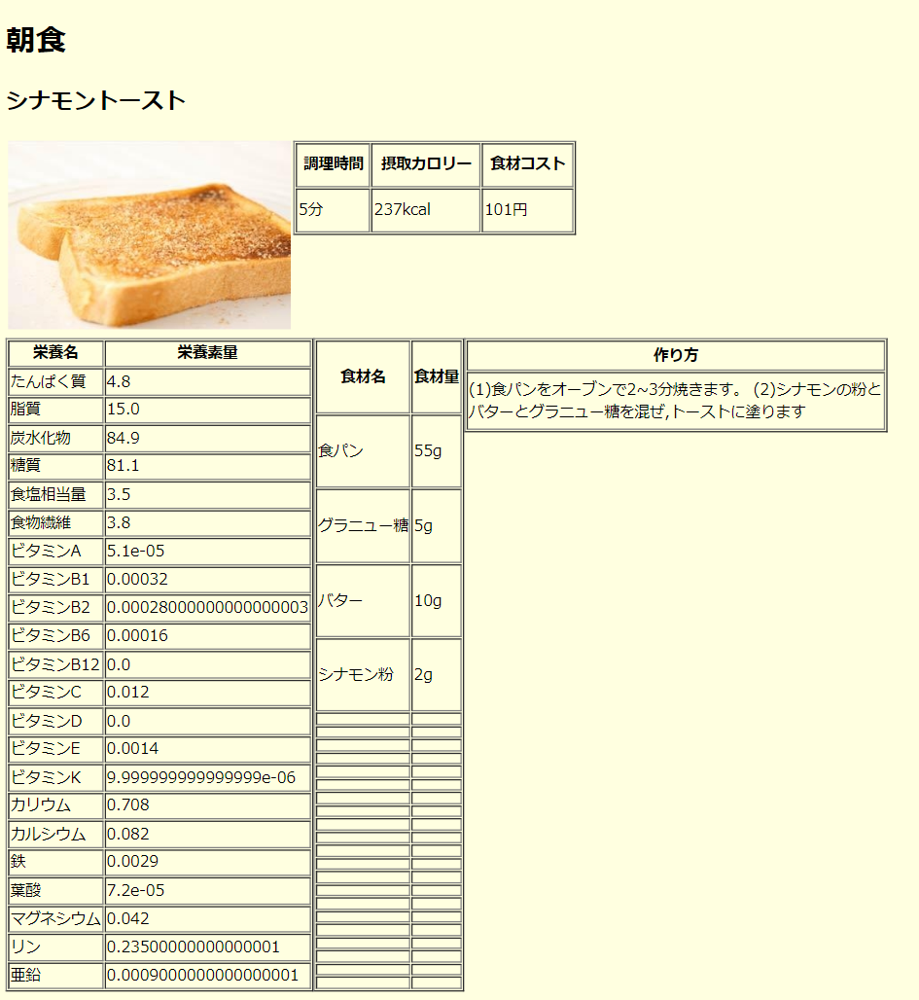 朝食
シナモントースト
調理時間 摂取カロリー 食材コスト
5分 237kcal 101円
栄養名 栄養素量
たんぱく質 4.8
脂質 15.0
炭水化物 84.9
糖質 81.1
食塩相当量 3.5
食物繊維 3.8
ビタミンA 5.1e-05
ビタミンB1 0.00032
ビタミンB2 0.00028000000000000003
ビタミンB6 0.00016
ビタミンB12 0.0
ビタミンC 0.012
ビタミンD 0.0
ビタミンE 0.0014
ビタミンK 9.999999999999999e-06
カリウム 0.708
カルシウム 0.082
鉄 0.0029
葉酸 7.2e-05
マグネシウム 0.042
リン 0.23500000000000001
亜鉛 0.0009000000000000001
食材名 食材量
食パン 55g
グラニュー糖 5g
バター 10g
シナモン粉 2g
作り方
(1)食パンをオーブンで2~3分焼きます。 (2)シナモンの粉と
バターとグラニュー糖を混ぜ,トーストに塗ります